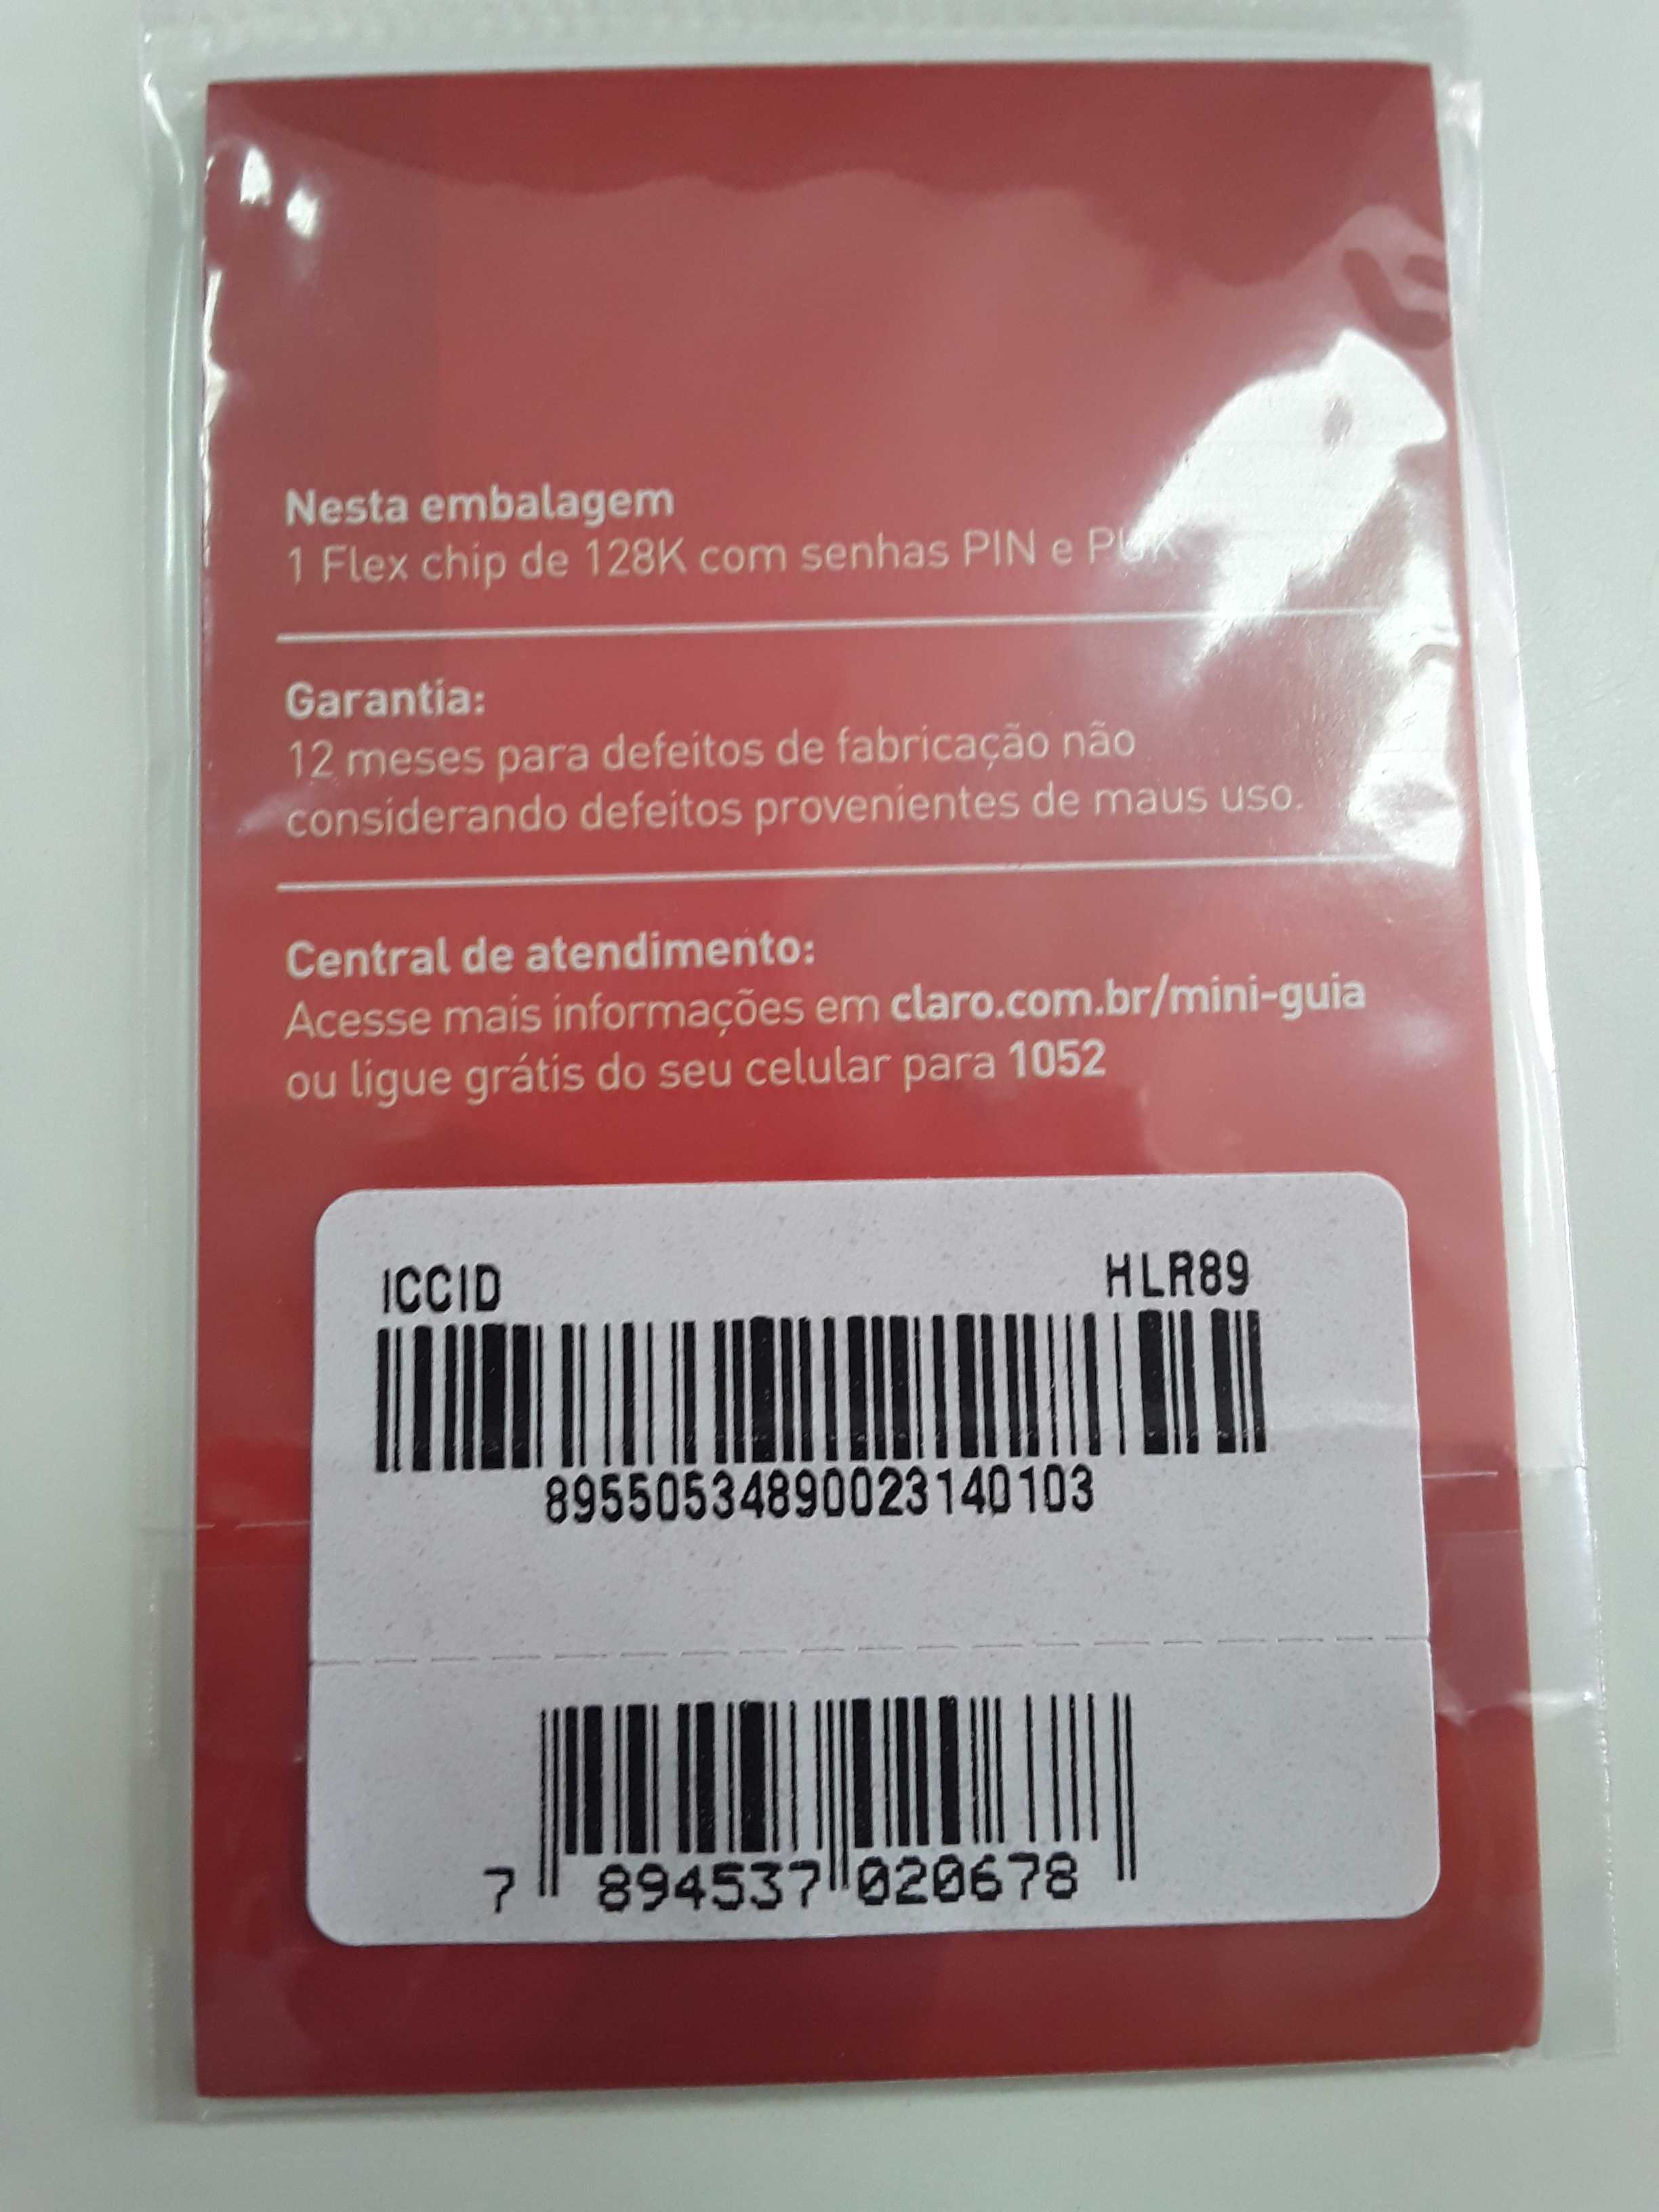 Nesta embalagem
1 Flex chip de 128K com senhas PIN e PUK
Garantia:
12 meses para defeitos de fabricação não
considerando defeitos provenientes de maus uso.
Central de atendimento:
Acesse mais informações em claro.com.br/mini-guia
ou ligue grátis do seu celular para 1052
ICCID HLR89
89550534890023140103
7 894537 020678